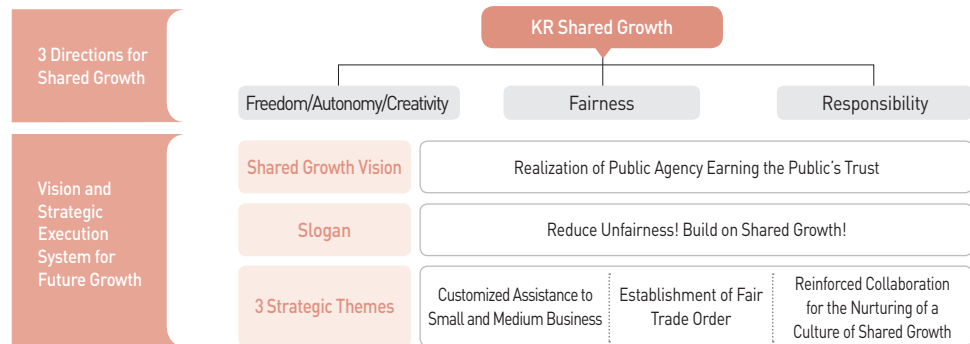 3 Directions for
Shared Growth
KR Shared Growth
Freedom/Autonomy/Creativity
Fairness
Responsibility
Vision and
Strategic
Execution
System for
Future Growth
Shared Growth Vision
Realization of Public Agency Earning the Public's Trust
Slogan
Reduce Unfairness! Build on Shared Growth!
3 Strategic Themes
Customized Assistance to
Small and Medium Business
Establishment of Fair
Trade Order
Reinforced Collaboration
for the Nurturing of a
Culture of Shared Growth